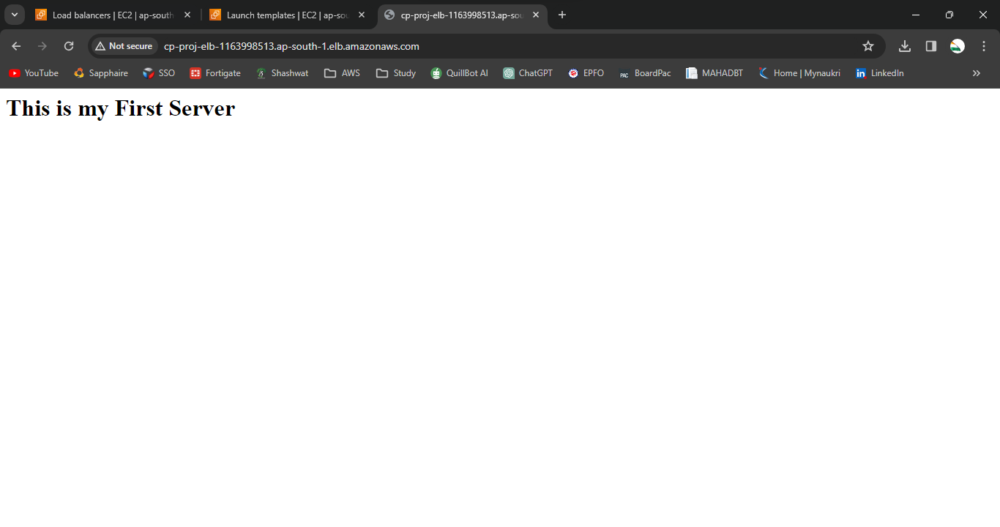 Load balancers | EC2 | ap-south
Launch templates | EC2 | ap-sou
cp-proj-elb-1163998513.ap-sou
Not secure
cp-proj-elb-1163998513.ap-south-1.elb.amazonaws.com
YouTube
Sapphaire
SSO
Fortigate
Shashwat
AWS
Study
QuillBot AI
ChatGPT
EPFO
PAC
BoardPac
MAHADBT
Home | Mynaukri
in
LinkedIn
This is my First Server